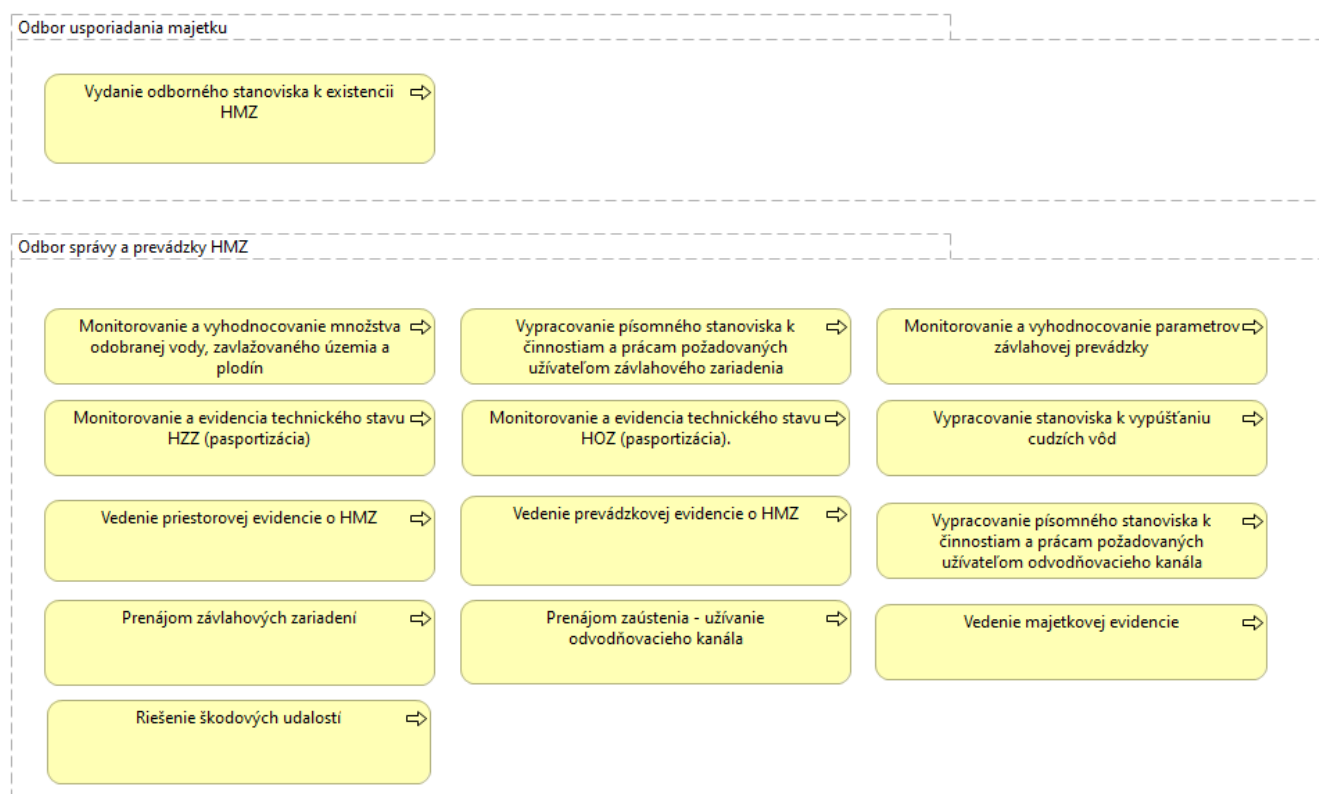 Odbor usporiadania majetku
Vydanie odborného stanoviska k existencii
HMZ
Odbor správy a prevádzky HMZ
Monitorovanie a vyhodnocovanie množstva
odobranej vody, zavlažovaného územia a
plodín
Vypracovanie písomného stanoviska k
činnostiam a prácam požadovaných
užívateľom závlahového zariadenia
Monitorovanie a vyhodnocovanie parametrov
závlahovej prevádzky
Monitorovanie a evidencia technického stavu
HZZ (pasportizácia)
Monitorovanie a evidencia technického stavu
HOZ (pasportizácia).
Vypracovanie stanoviska k vypúšťaniu
cudzích vôd
Vedenie priestorovej evidencie o HMZ
Vedenie prevádzkovej evidencie o HMZ
Vypracovanie písomného stanoviska k
činnostiam a prácam požadovaných
užívateľom odvodňovacieho kanála
Prenájom závlahových zariadení
Prenájom zaústenia - užívanie
odvodňovacieho kanála
Vedenie majetkovej evidencie
Riešenie škodových udalostí